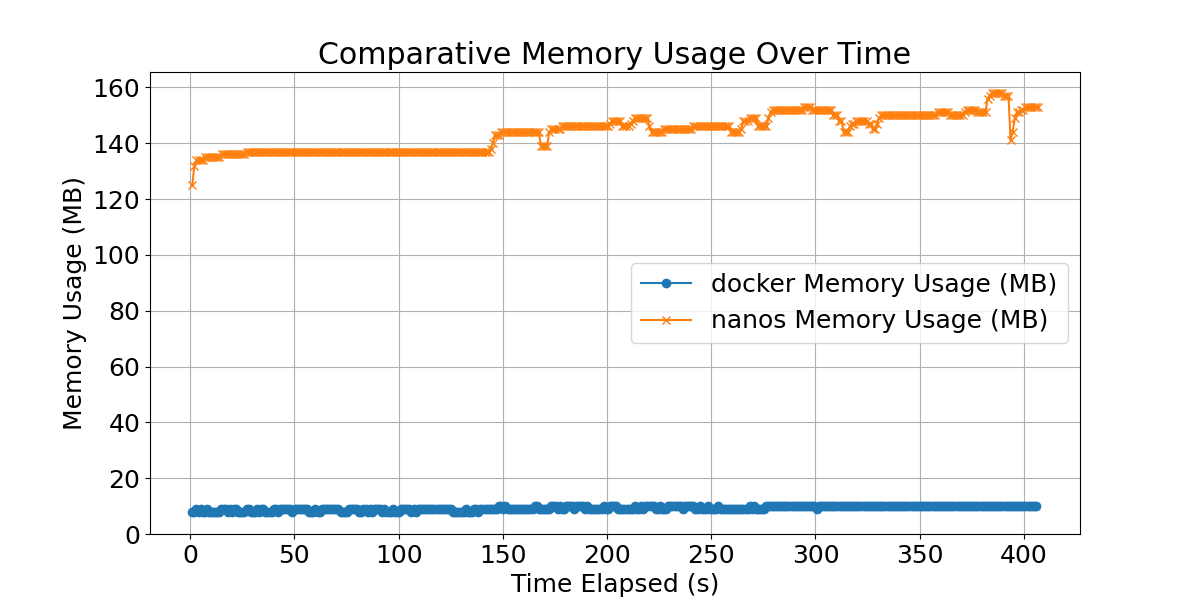 Comparative Memory Usage Over Time
Memory Usage (MB)
160
140
120
100
80
60
40
20
0
docker Memory Usage (MB)
nanos Memory Usage (MB)
0 50 100 150 200 250 300 350 400
Time Elapsed (s)